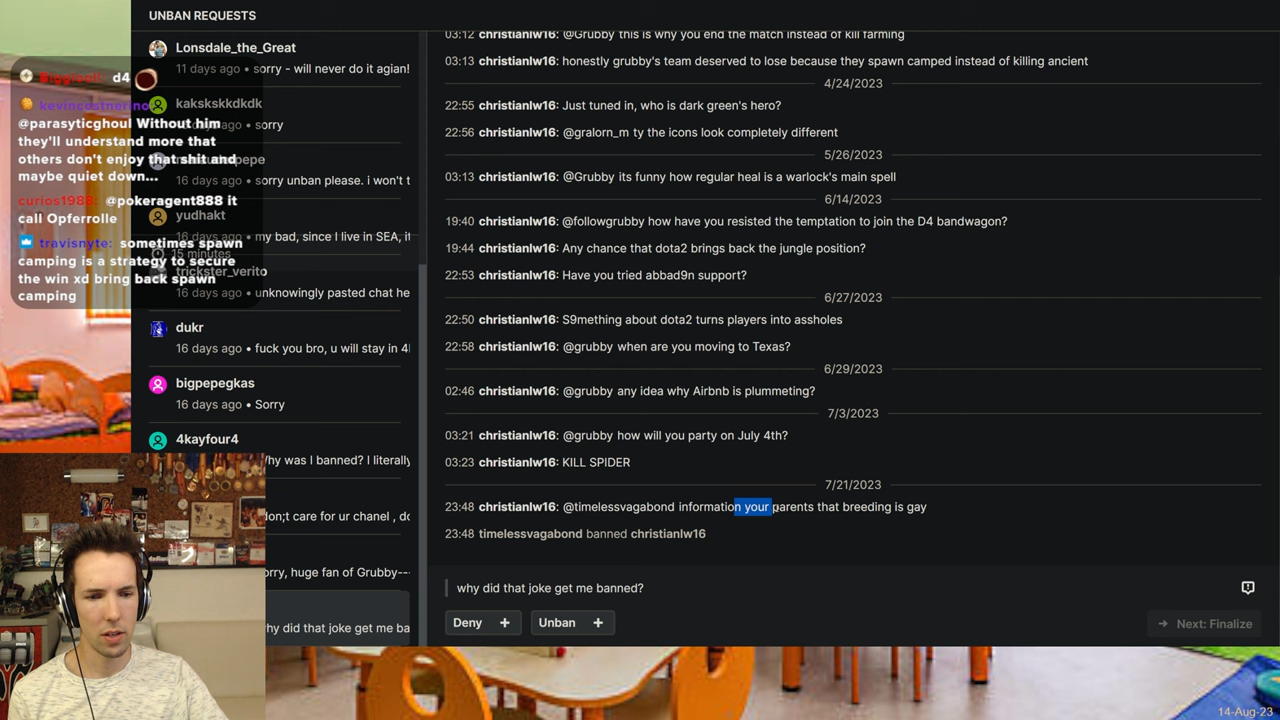 UNBAN REQUESTS
Lonsdale_the_Great
11 days ago • sorry - will never do it agian!
d4
kakskskkdkdk
sorry
kevincostnerino
@parasyticghoul Without him
they'll understand more that
others don't enjoy that shit and
maybe quiet down...
16 days ago • sorry unban please. i won't t
curios1988: @pokeragent888 it
call Opferrolle
yudhakt
my bad, since I live in SEA, it
travisnyte: sometimes spawn
camping is a strategy to secure
the win xd bring back spawn
camping
15 minutes
trickster_verito
16 days ago • unknowingly pasted chat he
dukr
16 days ago • fuck you bro, u will stay in 4
bigpepegkas
16 days ago • Sorry
4kayfour4
hy was I banned? I literally
don;t care for ur chanel , do
orry, huge fan of Grubby--
hy did that joke get me ba
03:12 christianlw16: @Grubby this is why you end the match instead of kill farming
03:13 christianlw16: honestly grubby's team deserved to lose because they spawn camped instead of killing ancient
4/24/2023
22:55 christianlw16: Just tuned in, who is dark green's hero?
22:56 christianlw16: @gralorn_m ty the icons look completely different
5/26/2023
03:13 christianlw16: @Grubby its funny how regular heal is a warlock's main spell
6/14/2023
19:40 christianlw16: @followgrubby how have you resisted the temptation to join the D4 bandwagon?
19:44 christianlw16: Any chance that dota2 brings back the jungle position?
22:53 christianlw16: Have you tried abbad9n support?
6/27/2023
22:50 christianlw16: S9mething about dota2 turns players into assholes
22:58 christianlw16: @grubby when are you moving to Texas?
6/29/2023
02:46 christianlw16: @grubby any idea why Airbnb is plummeting?
7/3/2023
03:21 christianlw16: @grubby how will you party on July 4th?
03:23 christianlw16: KILL SPIDER
7/21/2023
23:48 christianlw16: @timelessvagabond information your parents that breeding is gay
23:48 timelessvagabond banned christianlw16
why did that joke get me banned?
Deny +
Unban +
→ Next: Finalize
14-Aug-23